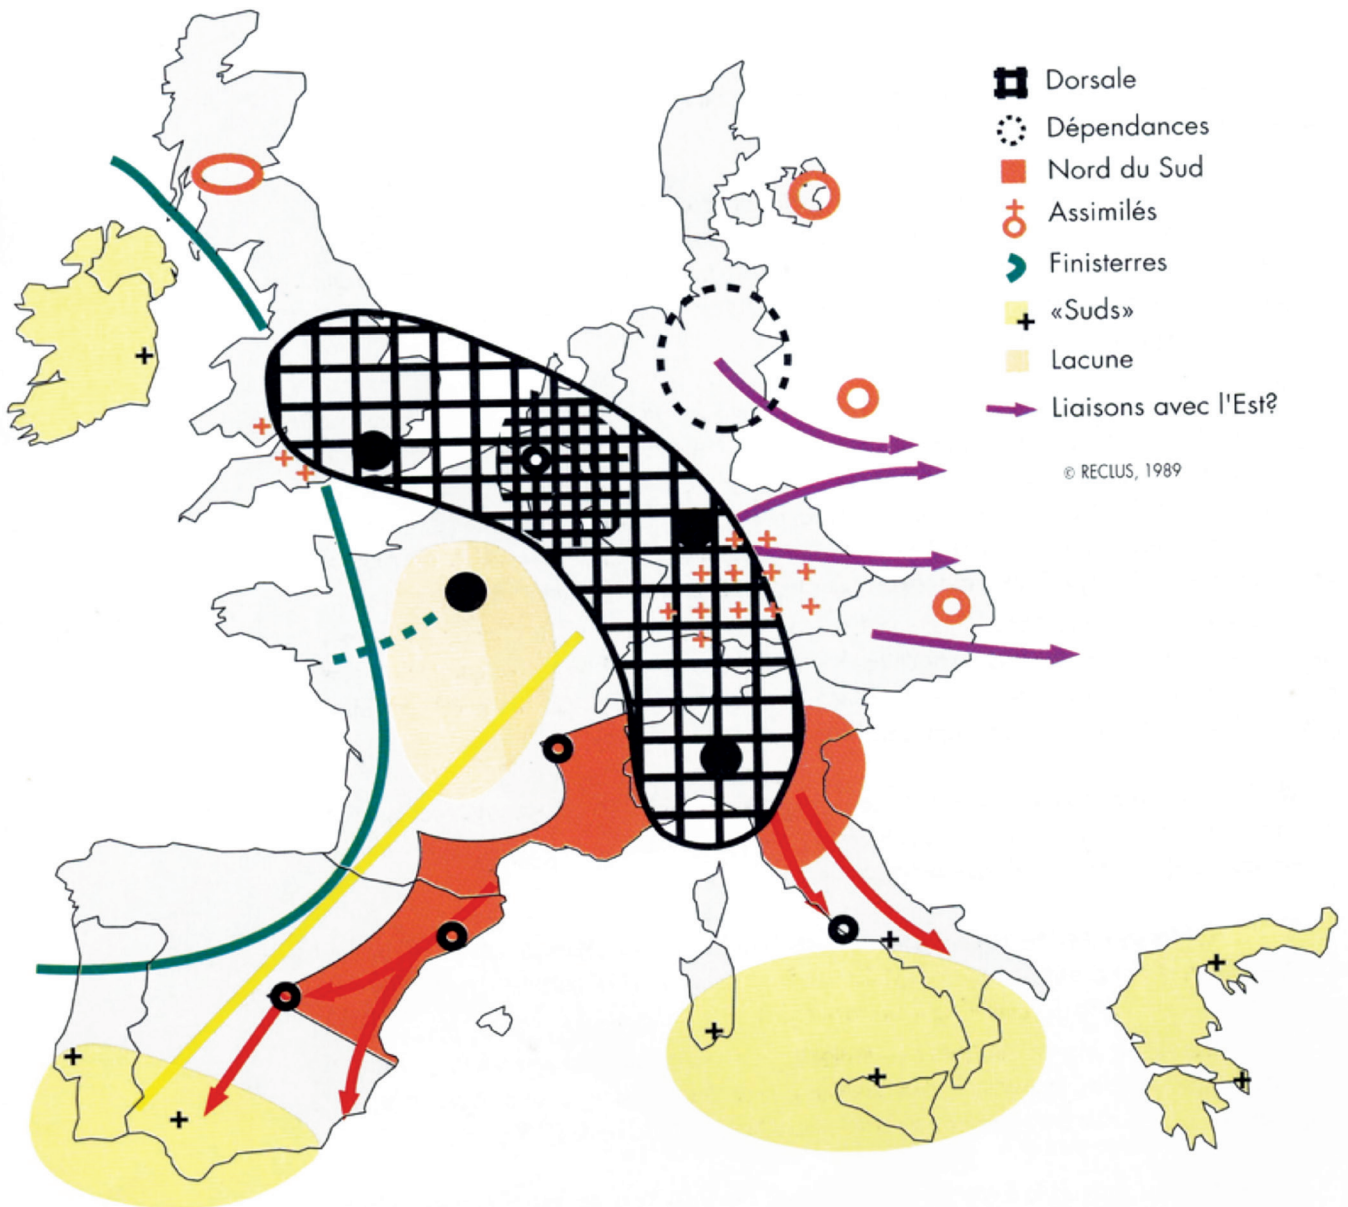 Dorsale
Dépendances
Nord du Sud
Assimilés
Finisterres
«Suds»
Lacune
Liaisons avec l'Est?
© RECLUS, 1989